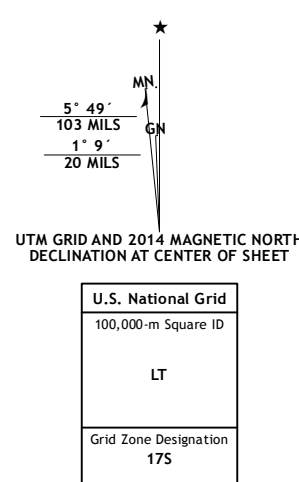 ★
MN.
5° 49´
103 MILS
GN
1° 9´
20 MILS
UTM GRID AND 2014 MAGNETIC NORTH
DECLINATION AT CENTER OF SHEET
U.S. National Grid
100,000-m Square ID
LT
Grid Zone Designation
17S